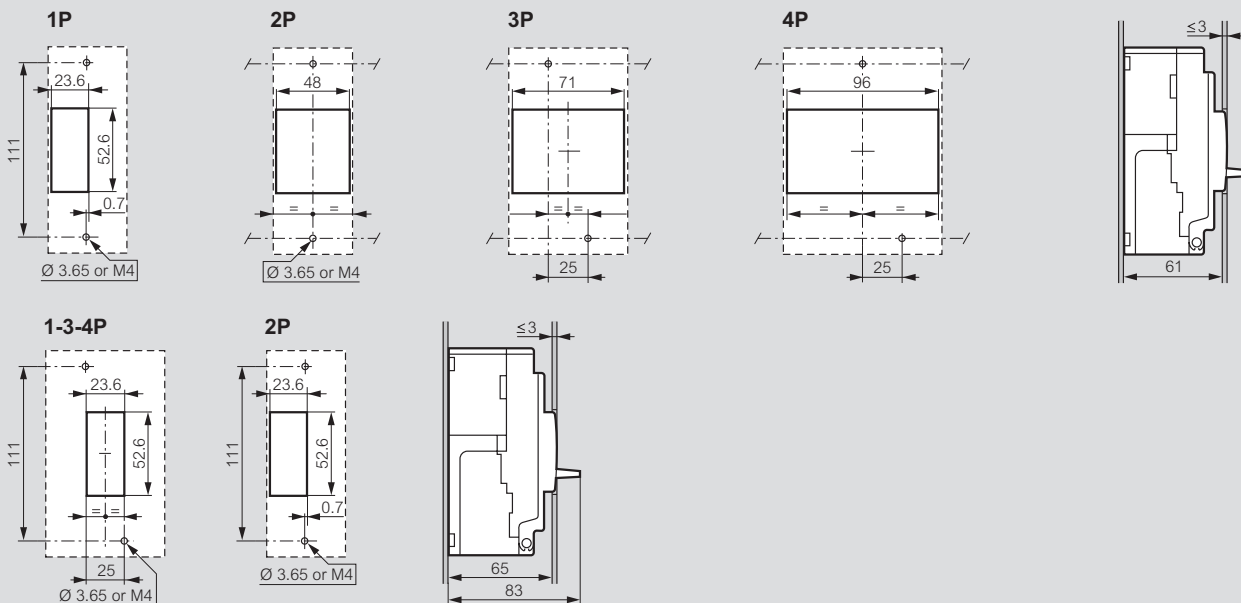 1P
2P
3P
4P
≤3
23.6
48
71
96
111
52.6
0.7
= =
= =
= =
Ø 3.65 or M4
Ø 3.65 or M4
25
25
61
1-3-4P
2P
≤3
23.6
23.6
111
52.6
111
52.6
= =
0.7
25
Ø 3.65 or M4
Ø 3.65 or M4
65
83